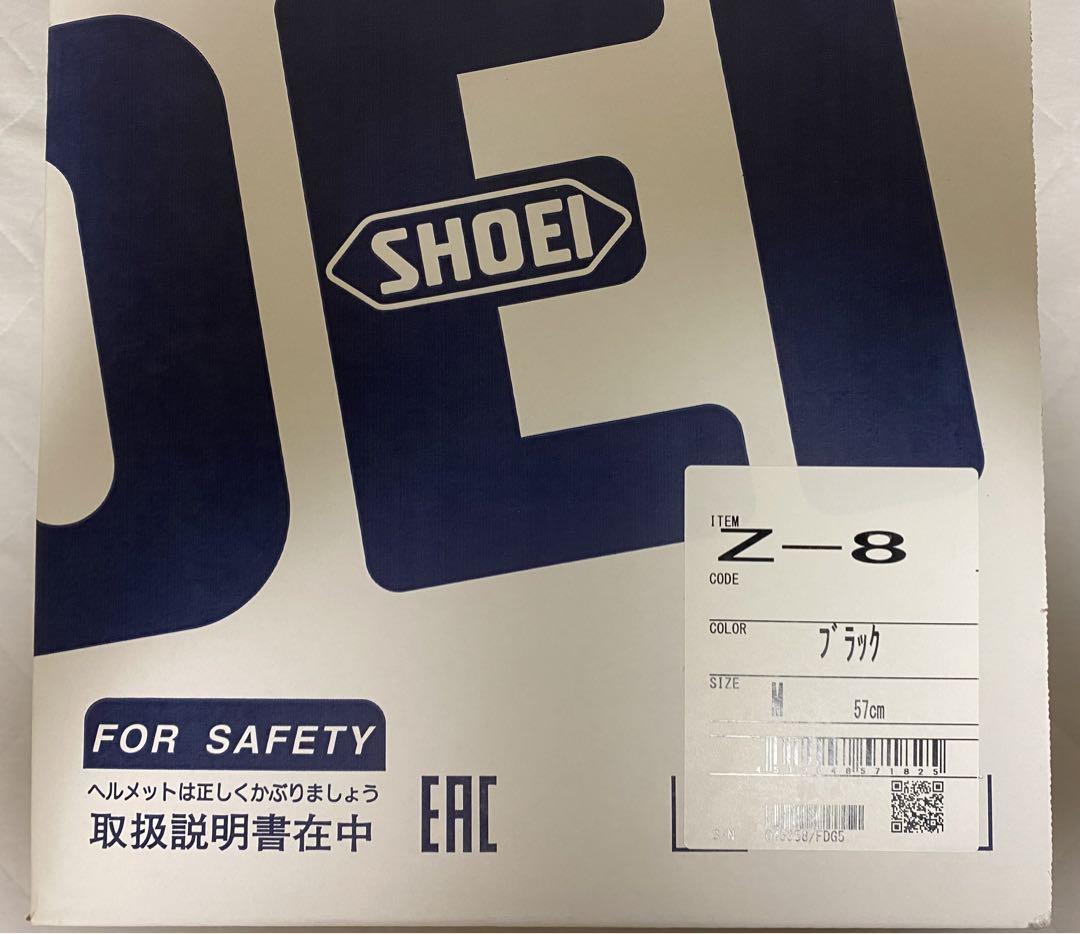 SHOEI
ITEM
Z-8
CODE
COLOR
ブラック
SIZE
M 57cm
FOR SAFETY
ヘルメットは正しくかぶりましょう
取扱説明書在中
EAC